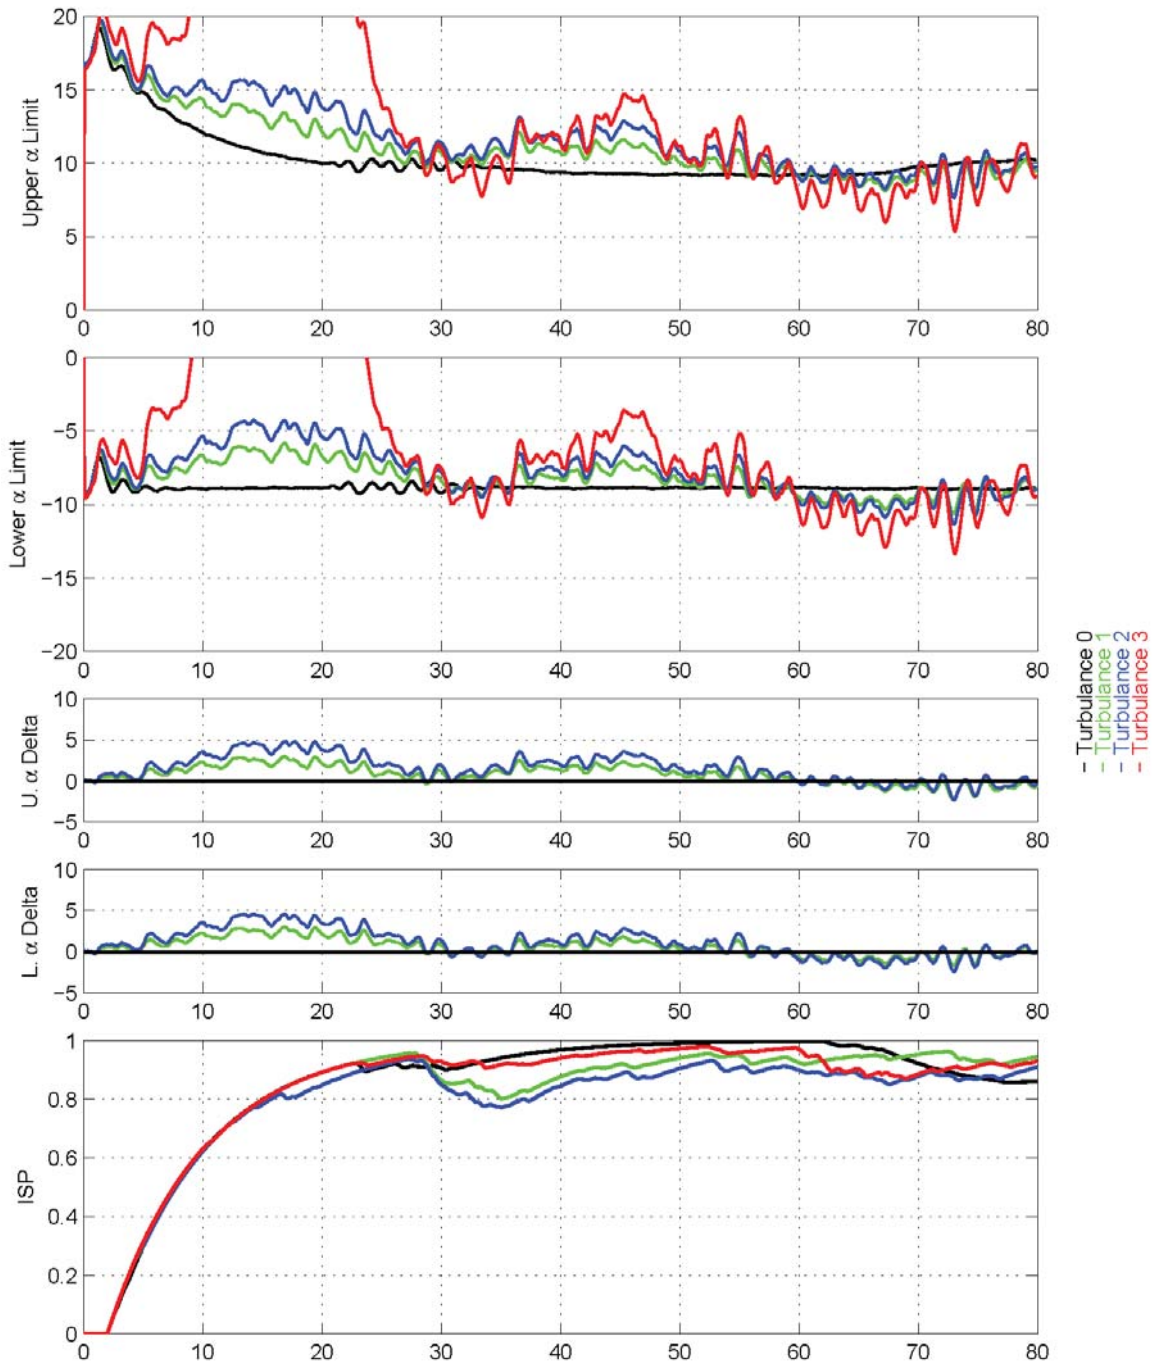 20
15
10
5
0
Upper α Limit
0 10 20 30 40 50 60 70 80
0
−5
−10
−15
−20
Lower α Limit
0 10 20 30 40 50 60 70 80
10
5
0
−5
U. α Delta
0 10 20 30 40 50 60 70 80
10
5
0
−5
L. α Delta
0 10 20 30 40 50 60 70 80
1
0.8
0.6
0.4
0.2
0
ISP
0 10 20 30 40 50 60 70 80
Turbulance 0
Turbulance 1
Turbulance 2
Turbulance 3